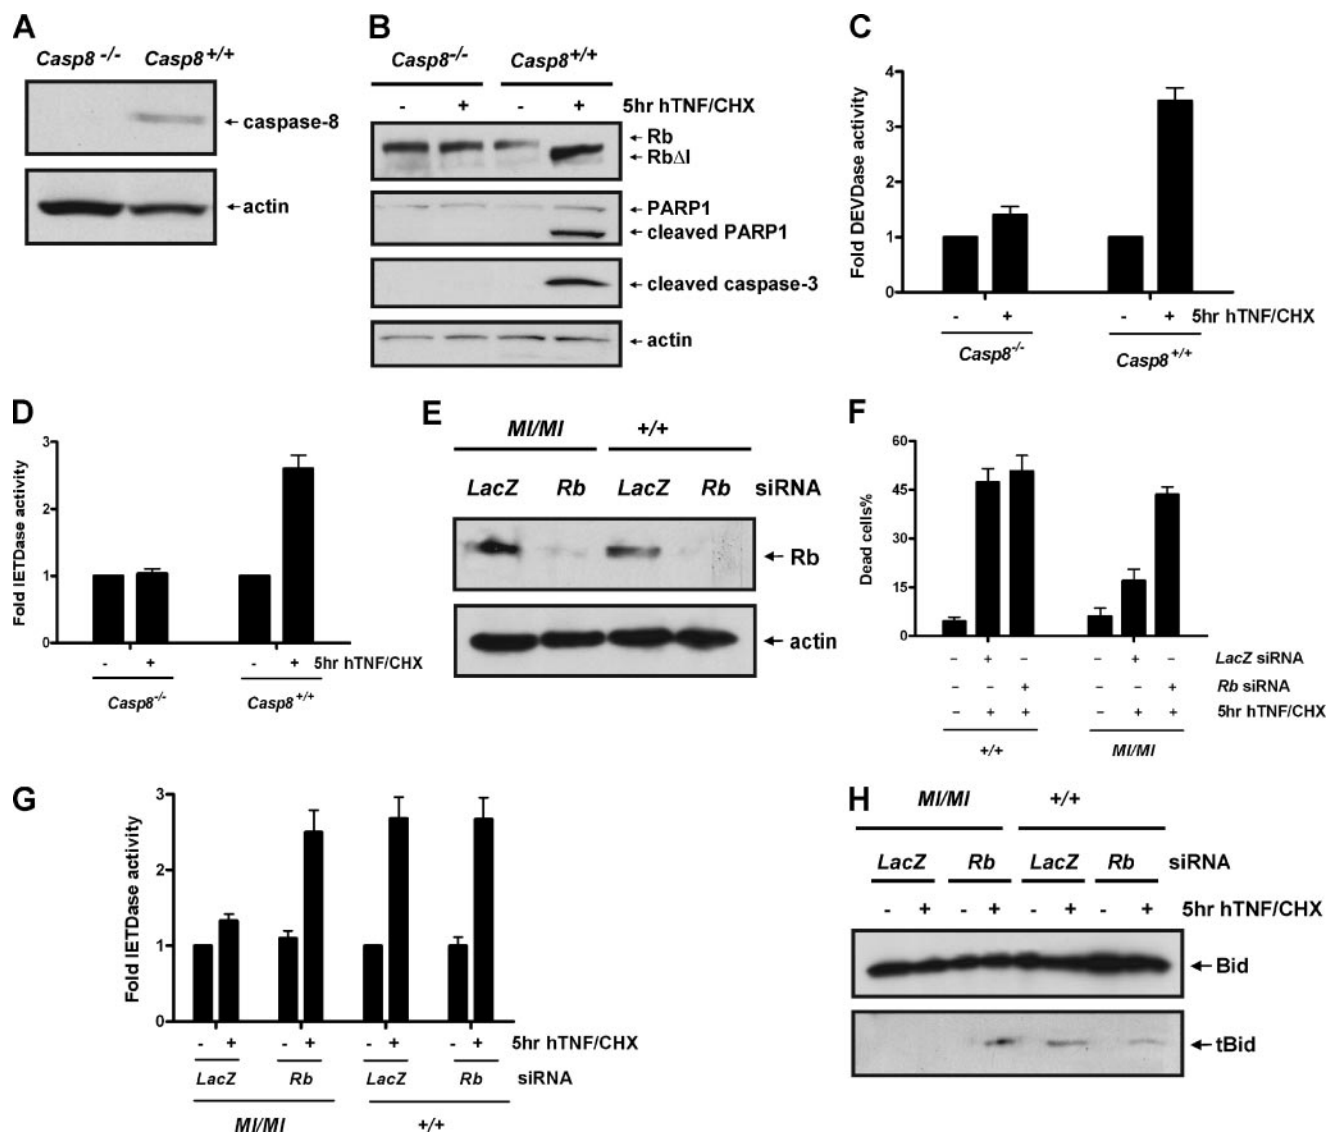 A
Casp8 -/- Casp8 +/+
caspase-8
actin
B
Casp8-/- Casp8+/+
- + - + 5hr hTNF/CHX
Rb
RbΔI
PARP1
cleaved PARP1
cleaved caspase-3
actin
C
Fold DEVDase activity
4
3
2
1
0
- + - + 5hr hTNF/CHX
Casp8-/- Casp8+/+
D
Fold IETDase activity
3
2
1
0
- + - + 5hr hTNF/CHX
Casp8-/- Casp8+/+
E
MI/MI +/+
LacZ Rb LacZ Rb siRNA
Rb
actin
F
Dead cells%
60
45
30
15
0
- + - - + - LacZ siRNA
- - + - - + Rb siRNA
- + + - + + 5hr hTNF/CHX
+/+ MI/MI
G
Fold IETDase activity
3
2
1
0
- + - + - + - + 5hr hTNF/CHX
LacZ Rb LacZ Rb siRNA
MI/MI +/+
H
MI/MI +/+
LacZ Rb LacZ Rb siRNA
- + - + - + - + 5hr hTNF/CHX
Bid
tBid